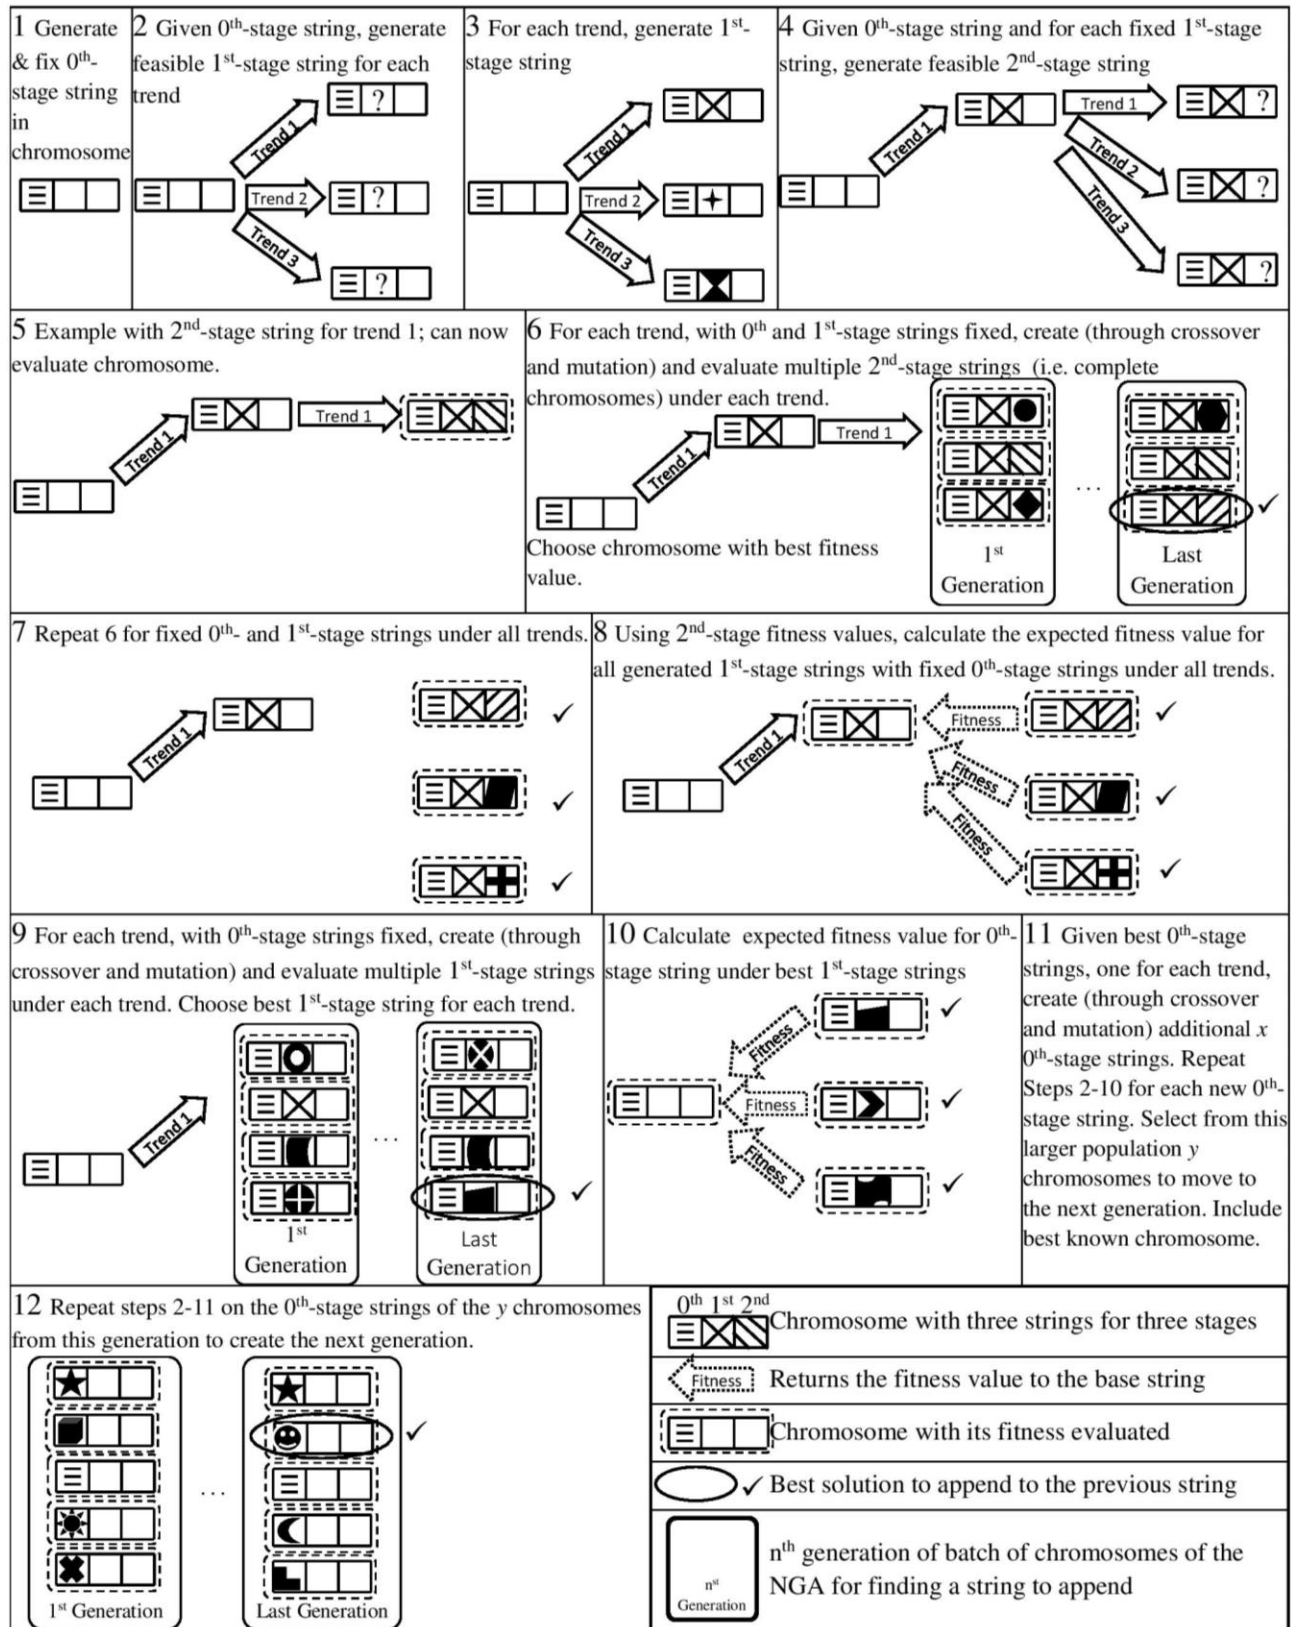 1 Generate
& fix 0th-
stage string
in
chromosome
2 Given 0th-stage string, generate
feasible 1st-stage string for each
trend
Trend 1
?
Trend 2
?
Trend 3
?
3 For each trend, generate 1st-
stage string
Trend 1
Trend 2
Trend 3
4 Given 0th-stage string and for each fixed 1st-stage
string, generate feasible 2nd-stage string
Trend 1
Trend 1
?
Trend 2
?
Trend 3
?
5 Example with 2nd-stage string for trend 1; can now
evaluate chromosome.
Trend 1
Trend 1
6 For each trend, with 0th and 1st-stage strings fixed, create (through crossover
and mutation) and evaluate multiple 2nd-stage strings (i.e. complete
chromosomes) under each trend.
Trend 1
Trend 1
...
Choose chromosome with best fitness
value.
1st
Generation
Last
Generation
7 Repeat 6 for fixed 0th- and 1st-stage strings under all trends.
Trend 1
8 Using 2nd-stage fitness values, calculate the expected fitness value for
all generated 1st-stage strings with fixed 0th-stage strings under all trends.
Trend 1
Fitness
Fitness
Fitness
9 For each trend, with 0th-stage strings fixed, create (through
crossover and mutation) and evaluate multiple 1st-stage strings
under each trend. Choose best 1st-stage string for each trend.
Trend 1
...
1st
Generation
Last
Generation
10 Calculate expected fitness value for 0th-
stage string under best 1st-stage strings
Fitness
Fitness
Fitness
11 Given best 0th-stage
strings, one for each trend,
create (through crossover
and mutation) additional x
0th-stage strings. Repeat
Steps 2-10 for each new 0th-
stage string. Select from this
larger population y
chromosomes to move to
the next generation. Include
best known chromosome.
12 Repeat steps 2-11 on the 0th-stage strings of the y chromosomes
from this generation to create the next generation.
...
1st Generation
Last Generation
0th 1st 2nd
Chromosome with three strings for three stages
Fitness
Returns the fitness value to the base string
Chromosome with its fitness evaluated
Best solution to append to the previous string
nst
Generation
nth generation of batch of chromosomes of the
NGA for finding a string to append